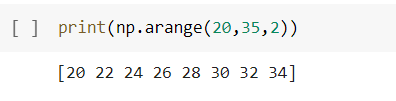 [ ] print(np.arange(20,35,2))
[20 22 24 26 28 30 32 34]